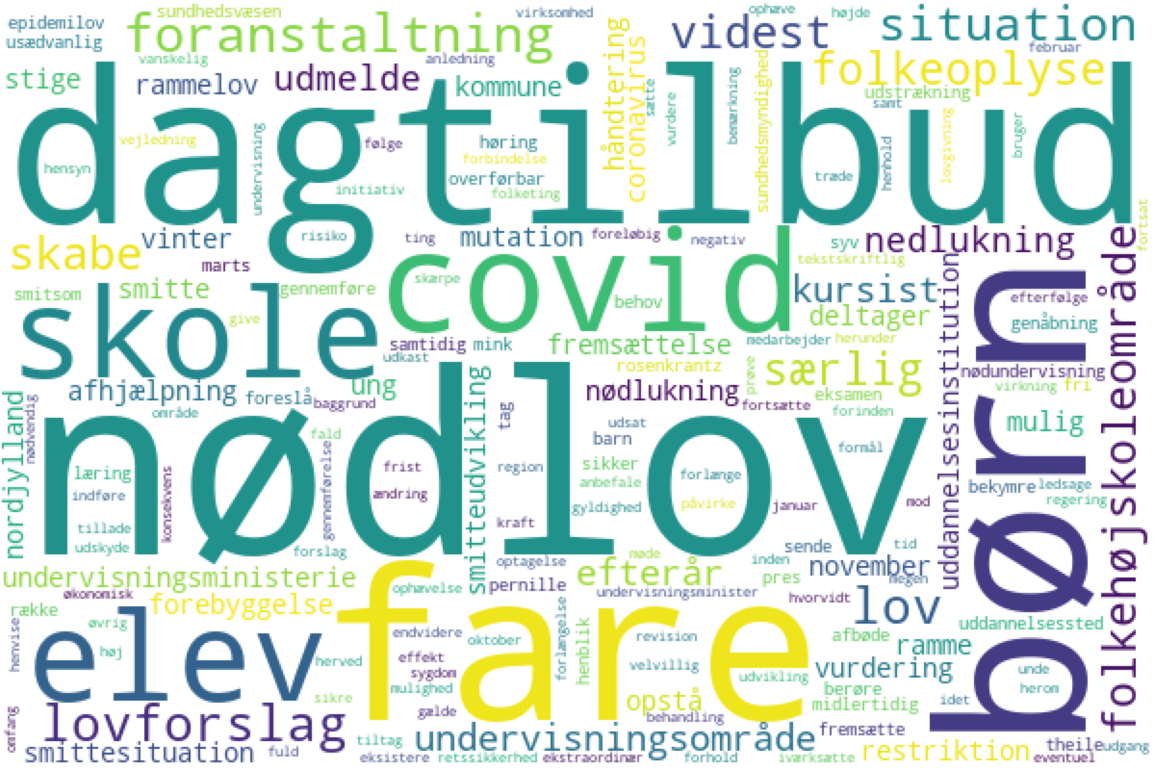 sundhedsvæsen
virksomhed
ophæve
højde
epidemilov
foranstaltning
videst
situation
usædvanlig
vanskelig
anledning
februar
stige
rammelov
udmelde
kommune
håndtering
coronavirus
sætte
vurdere
bemærkning
sundhedsmyndighed
folkeoplyse
udstrækning
samt
henhold
lovgivning
bruger
dagtilbud
vejledning
hensyn
undervisning
følge
høring
forbindelse
overførbar
initiativ
folketing
træde
fortsat
skabe
vinter
marts
risiko
ting
mutation
foreløbig
negativ
syv
nedlukning
tekstskriftlig
smitsom
smitte
gennemføre
skærpe
covid
behov
kursist
deltager
uddannelsesinstitution
børn
efterfølge
genåbning
folkehøjskoleområde
skole
give
samtidig
mink
udkast
fremsættelse
medarbejder
herunder
rosenkrantz
prøve
særlig
eksamen
nødundervisning
virkning
fri
afhjælpning
foreslå
ung
baggrund
område
nødlukning
fortsætte
forinden
mulig
nordjylland
nødvendig
nødlov
fald
smitteudvikling
tag
udsat
barn
formål
læring
indføre
tillade
udskyde
konsekvens
gennemførelse
frist
ændring
region
sikker
anbefale
forlænge
gyldighed
påvirke
januar
mod
bekymre
ledsage
regering
kraft
forslag
optagelse
møde
inden
sende
tid
undervisningsministerie
økonomisk
ophævelse
pernille
efterår
undervisningsminister
pres
november
megen
række
forebyggelse
fare
hvorvidt
lov
uddannelsessted
øvrig
henvise
høj
elev
herved
endvidere
oktober
forlængelse
henblik
revision
afbøde
ramme
effekt
sygdom
velvillig
vurdering
unde
sikre
mulighed
udvikling
berøre
idet
herom
omfang
lovforslag
gælde
opstå
midlertidig
behandling
fremsætte
smittesituation
fuld
tiltag
undervisningsområde
restriktion
theile
udgang
eksistere
retssikkerhed
ekstraordinær
forhold
iværksætte
eventuel